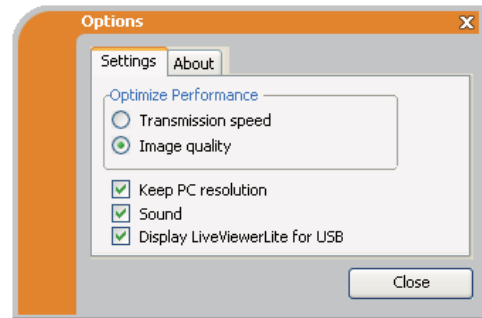 Options
Settings About
Optimize Performance
Transmission speed
Image quality
Keep PC resolution
Sound
Display LiveViewerLite for USB
Close